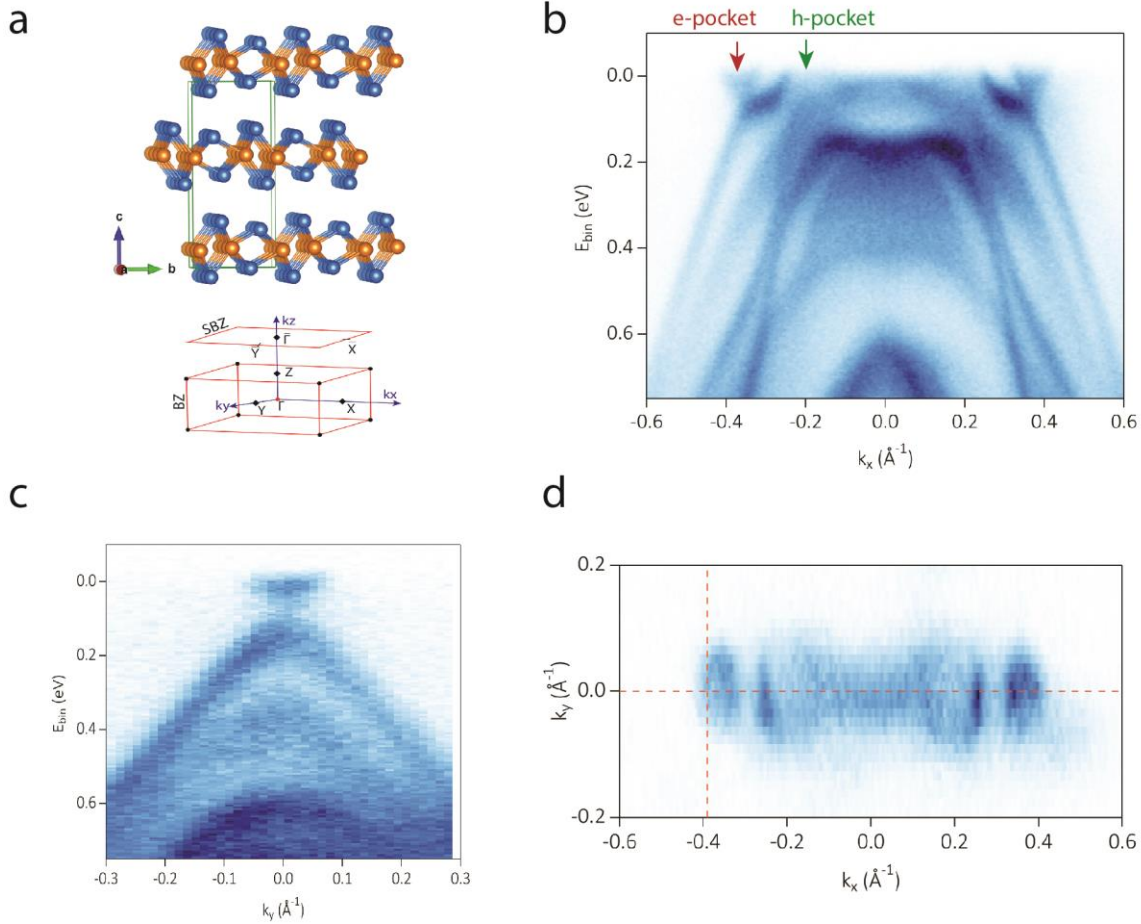 a
c
a
b
SBZ
kz
Γ̄
Ȳ
X̄
BZ
Z
ky
Y
Γ
X
kx
b
e-pocket
h-pocket
0.0
0.2
0.4
0.6
E_bin (eV)
-0.6
-0.4
-0.2
0.0
0.2
0.4
0.6
k_x (Å⁻¹)
c
0.0
0.2
0.4
0.6
E_bin (eV)
-0.3
-0.2
-0.1
0.0
0.1
0.2
0.3
k_y (Å⁻¹)
d
0.2
0.0
-0.2
k_y (Å⁻¹)
-0.6
-0.4
-0.2
0.0
0.2
0.4
0.6
k_x (Å⁻¹)